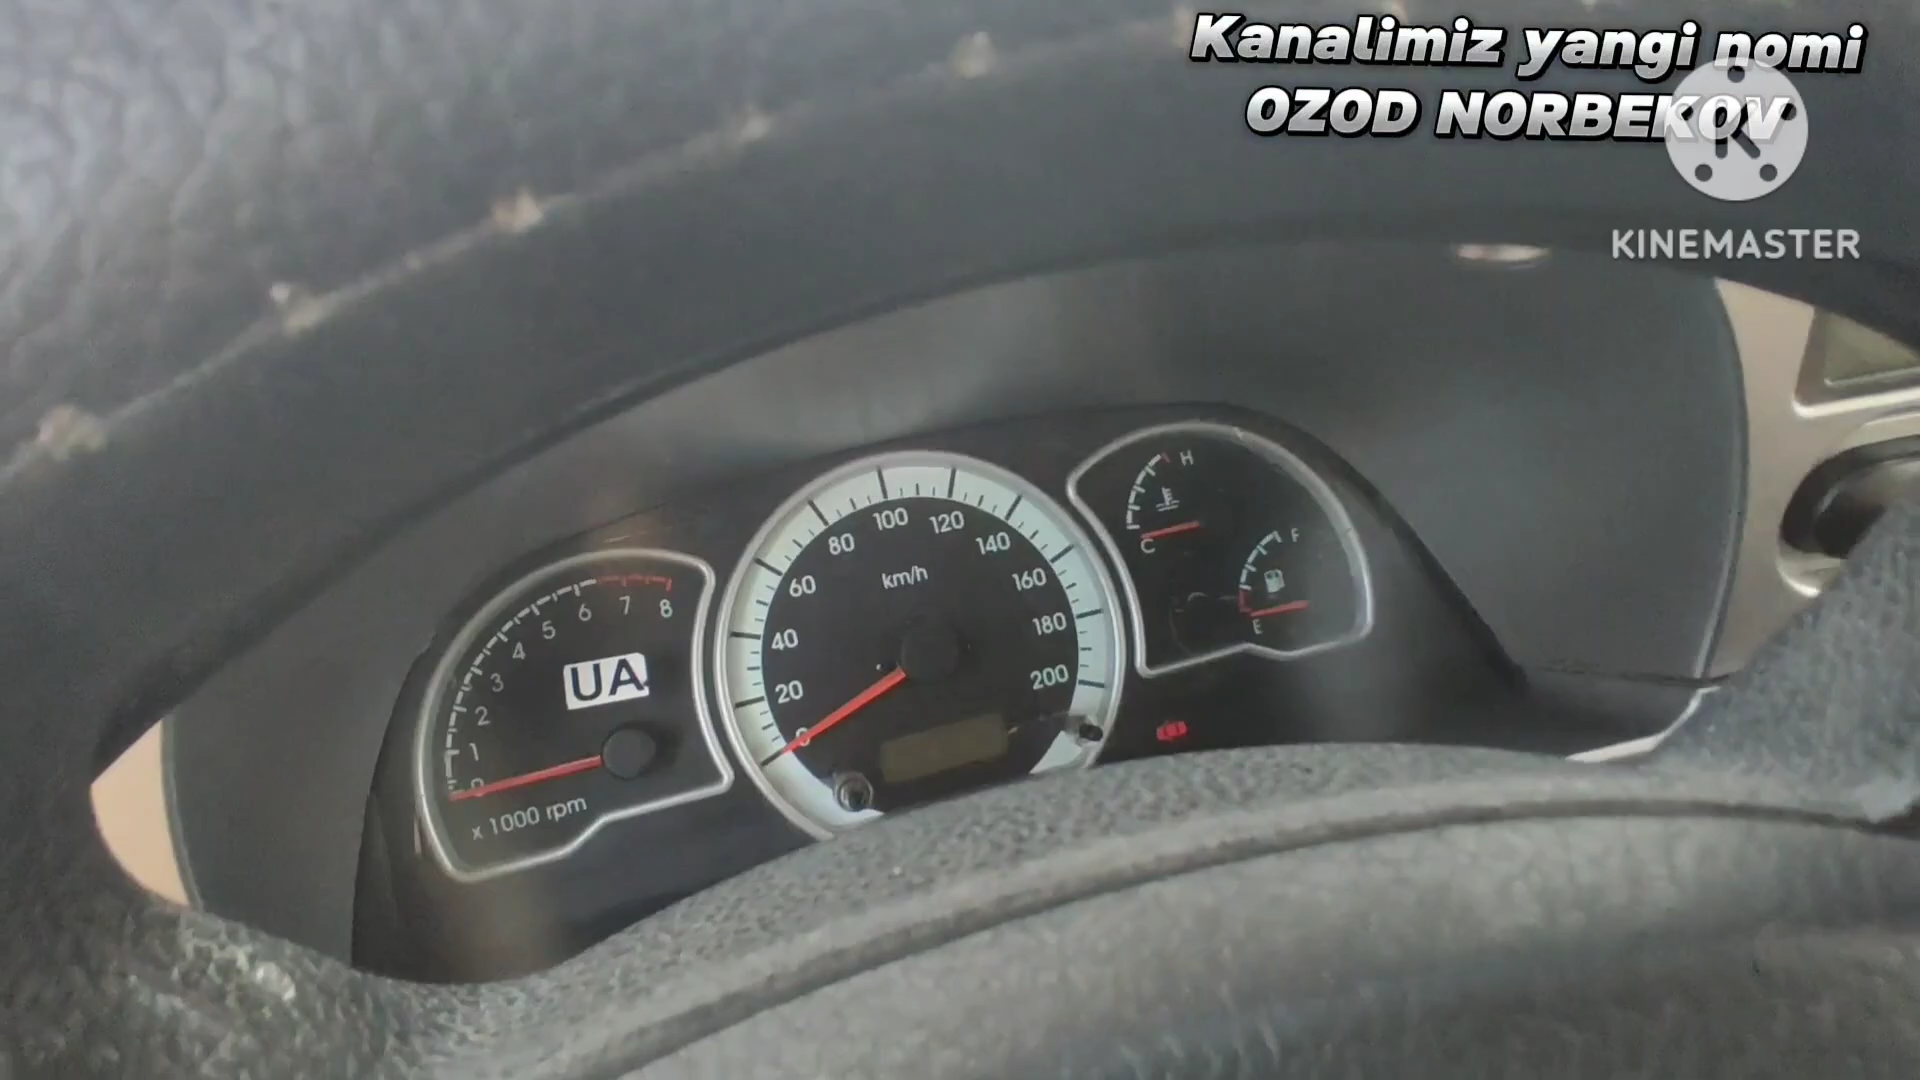 Kanalimiz yangi nomi
OZOD NORBEKOV
K
KINEMASTER
H
C
F
E
100
120
80
140
km/h
60
160
40
180
20
200
0
8
7
6
5
4
3
2
1
0
UA
x 1000 rpm